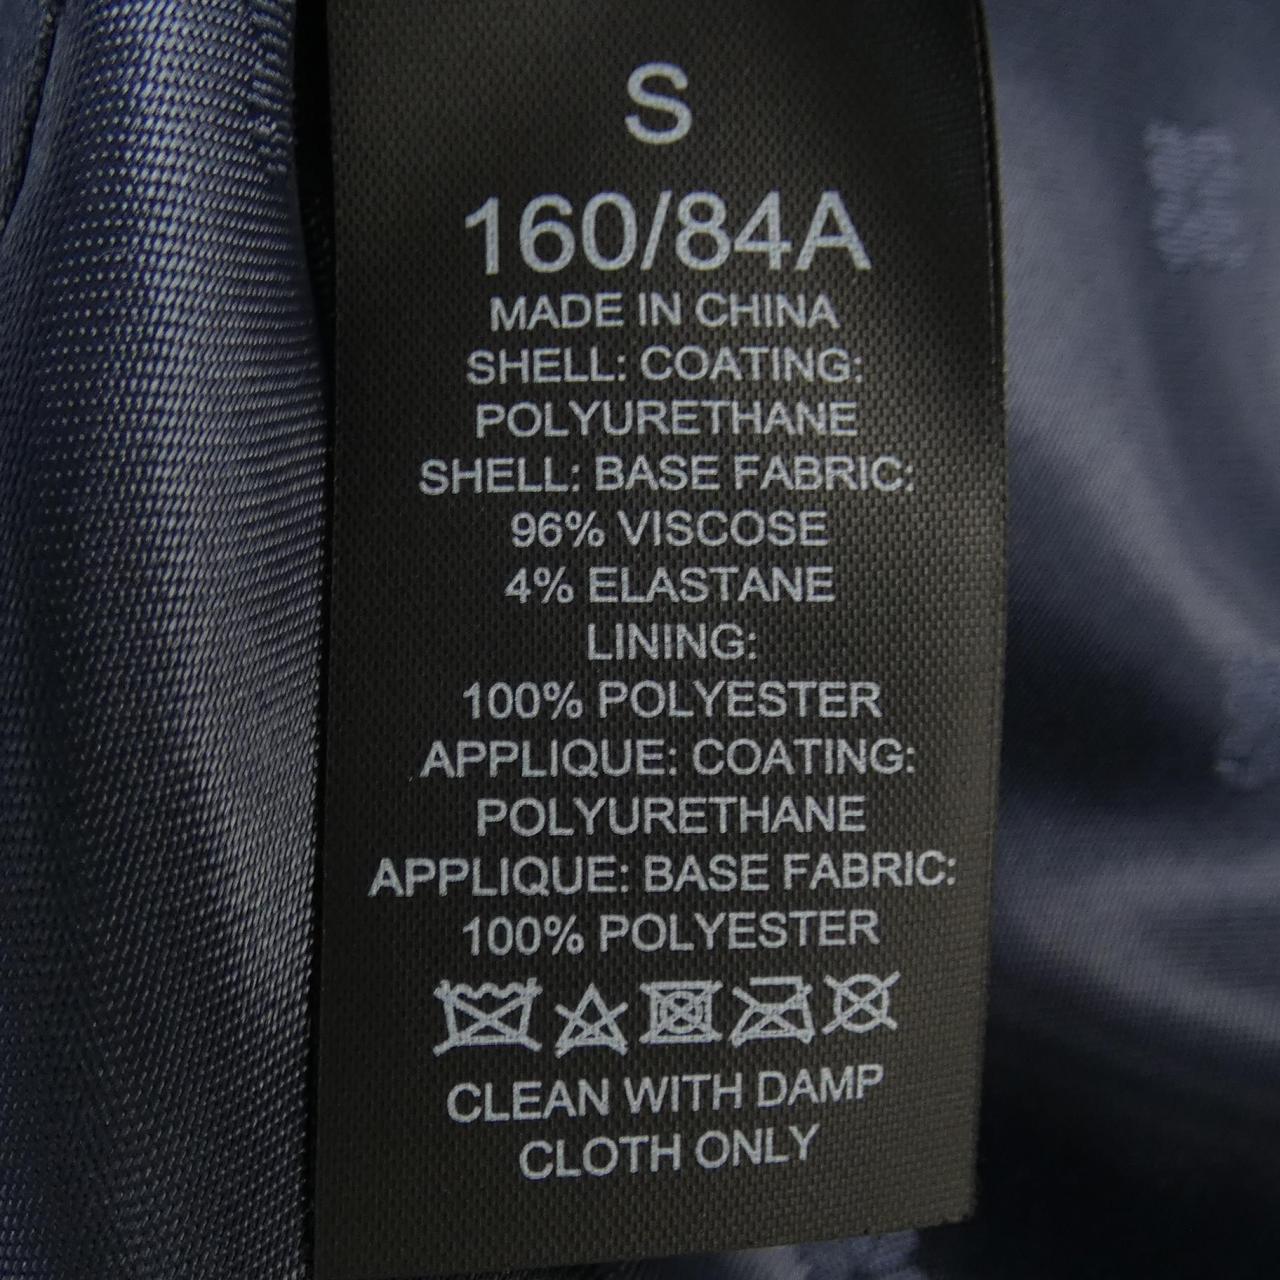 S
160/84A
MADE IN CHINA
SHELL: COATING:
POLYURETHANE
SHELL: BASE FABRIC:
96% VISCOSE
4% ELASTANE
LINING:
100% POLYESTER
APPLIQUE: COATING:
POLYURETHANE
APPLIQUE: BASE FABRIC:
100% POLYESTER
CLEAN WITH DAMP
CLOTH ONLY